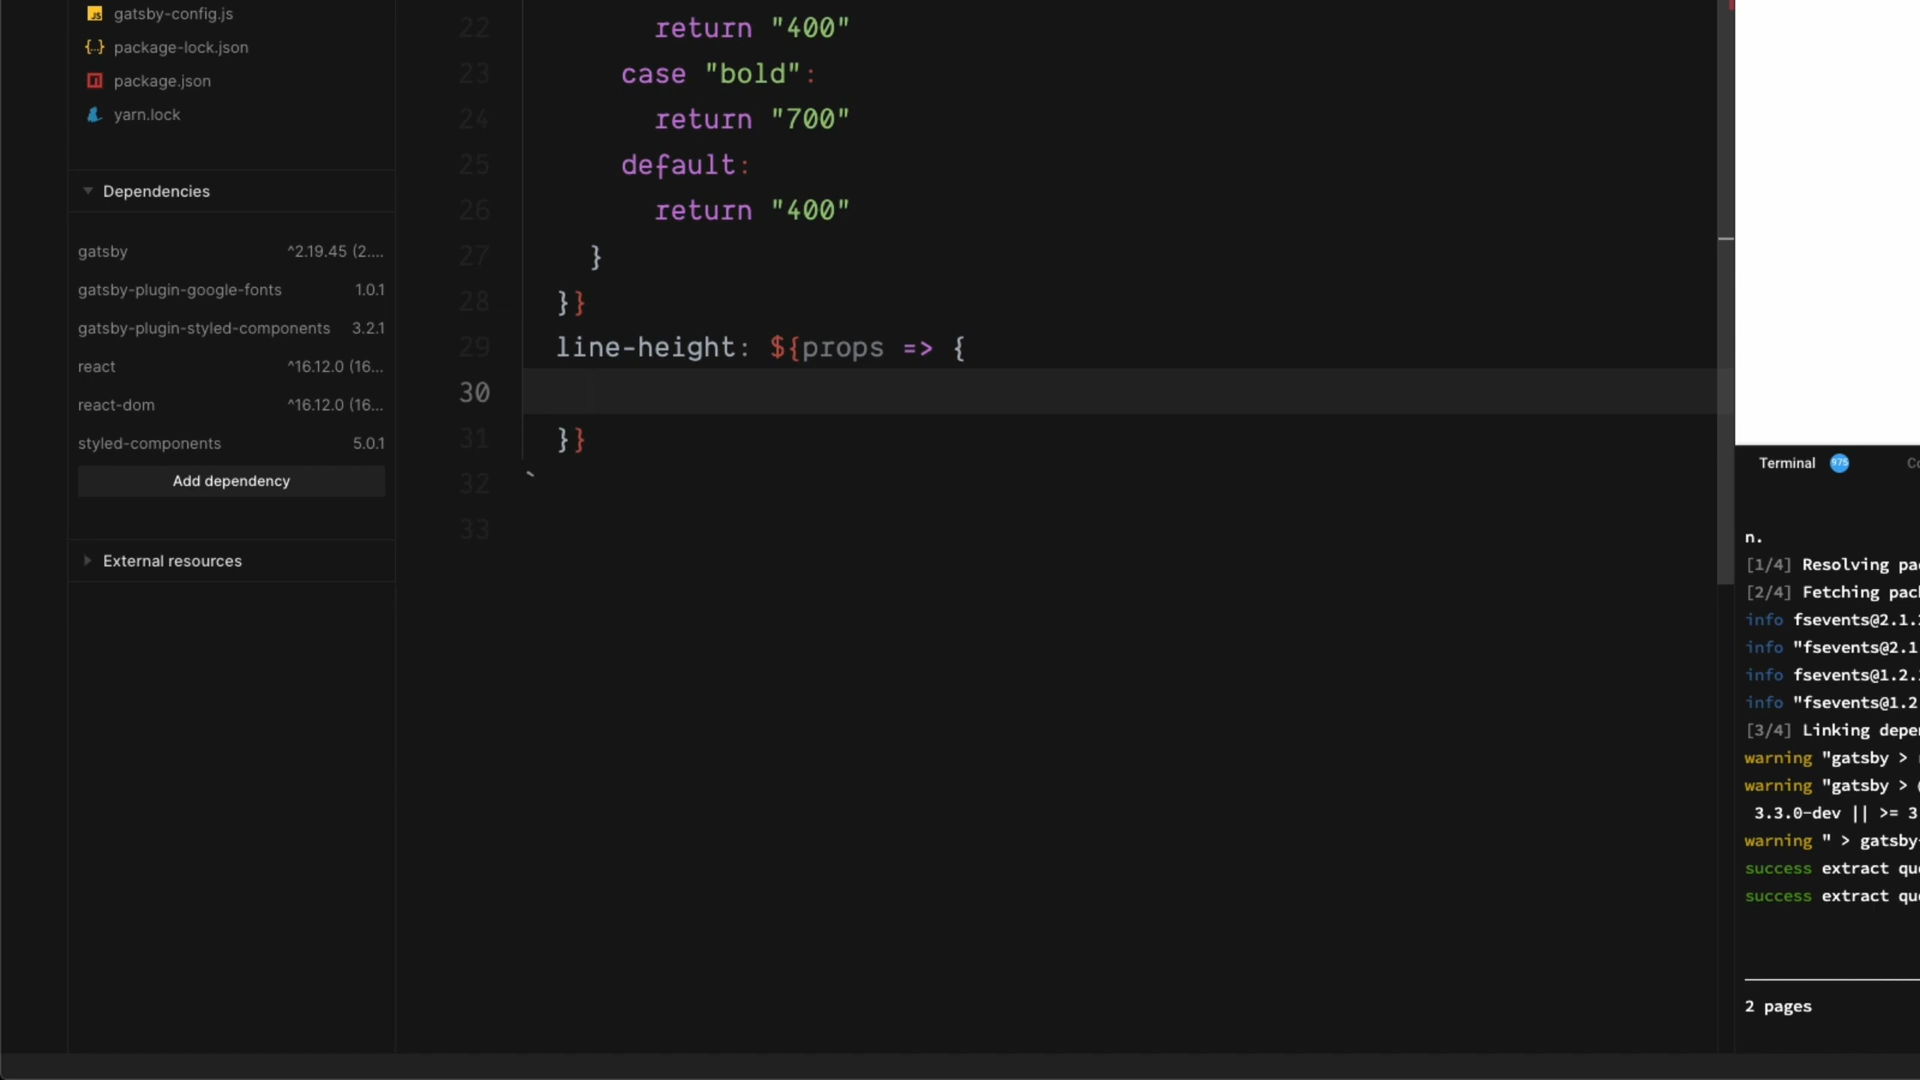 gatsby-config.js
package-lock.json
package.json
yarn.lock
Dependencies
gatsby ^2.19.45 (2....
gatsby-plugin-google-fonts 1.0.1
gatsby-plugin-styled-components 3.2.1
react ^16.12.0 (16...
react-dom ^16.12.0 (16...
styled-components 5.0.1
Add dependency
External resources
22 return "400"
23 case "bold":
24 return "700"
25 default:
26 return "400"
27 }
28 }}
29 line-height: ${props => {
30
31 }}
32 `
33
Terminal 975
n.
[1/4] Resolving pa
[2/4] Fetching pac
info fsevents@2.1.
info "fsevents@2.1
info fsevents@1.2.
info "fsevents@1.2
[3/4] Linking depe
warning "gatsby >
warning "gatsby >
3.3.0-dev || >= 3
warning " > gatsby
success extract qu
success extract qu
2 pages